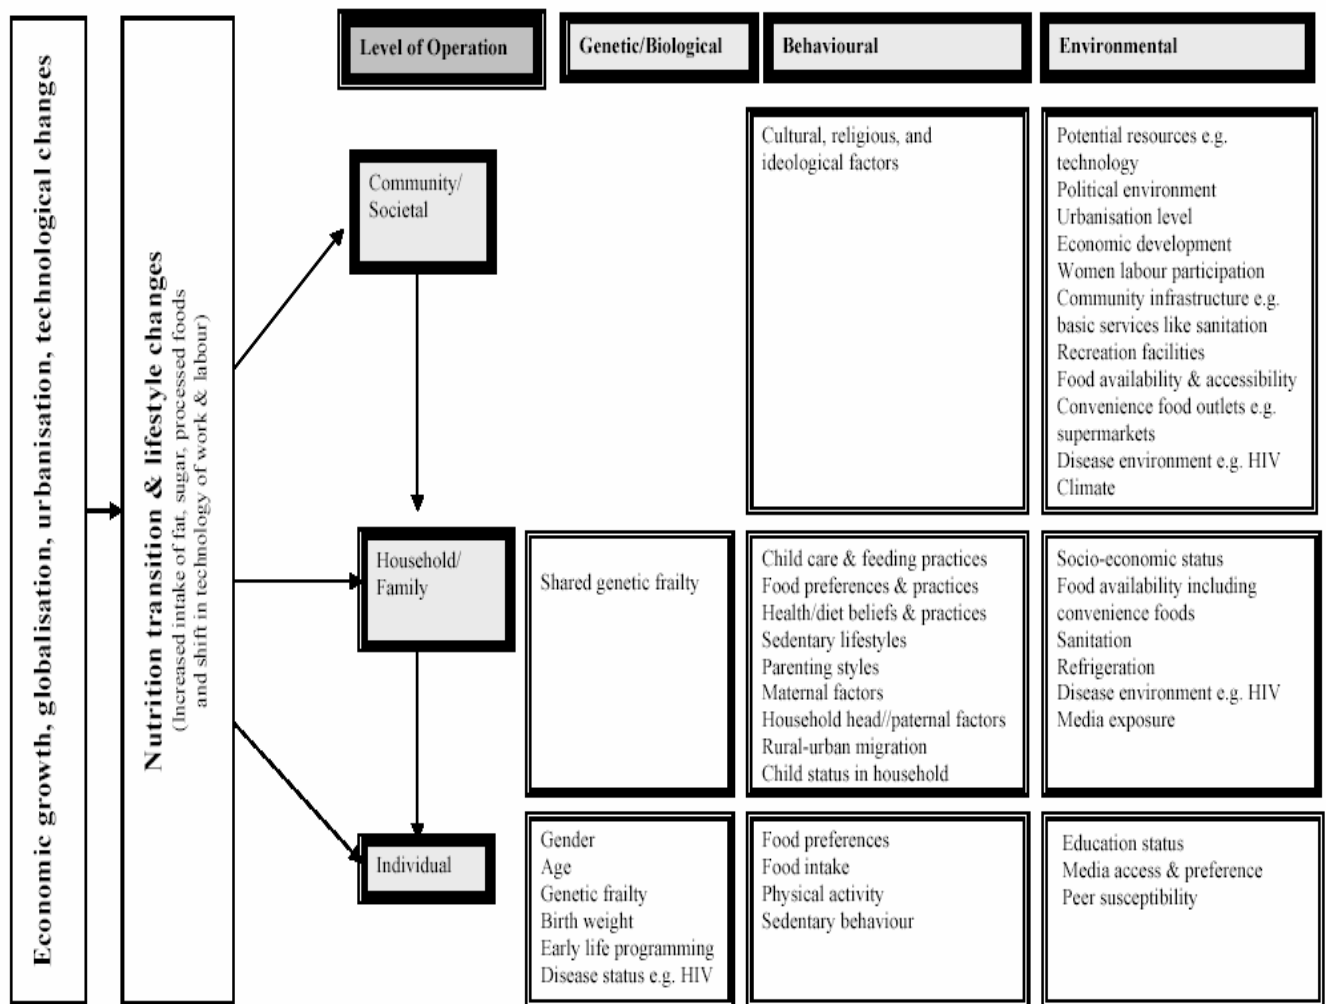 Economic growth, globalisation, urbanisation, technological changes
Nutrition transition & lifestyle changes
(Increased intake of fat, sugar, processed foods
and shift in technology of work & labour)
Level of Operation
Genetic/Biological
Behavioural
Environmental
Community/
Societal
Cultural, religious, and
ideological factors
Potential resources e.g.
technology
Political environment
Urbanisation level
Economic development
Women labour participation
Community infrastructure e.g.
basic services like sanitation
Recreation facilities
Food availability & accessibility
Convenience food outlets e.g.
supermarkets
Disease environment e.g. HIV
Climate
Household/
Family
Shared genetic frailty
Child care & feeding practices
Food preferences & practices
Health/diet beliefs & practices
Sedentary lifestyles
Parenting styles
Maternal factors
Household head//paternal factors
Rural-urban migration
Child status in household
Socio-economic status
Food availability including
convenience foods
Sanitation
Refrigeration
Disease environment e.g. HIV
Media exposure
Individual
Gender
Age
Genetic frailty
Birth weight
Early life programming
Disease status e.g. HIV
Food preferences
Food intake
Physical activity
Sedentary behaviour
Education status
Media access & preference
Peer susceptibility